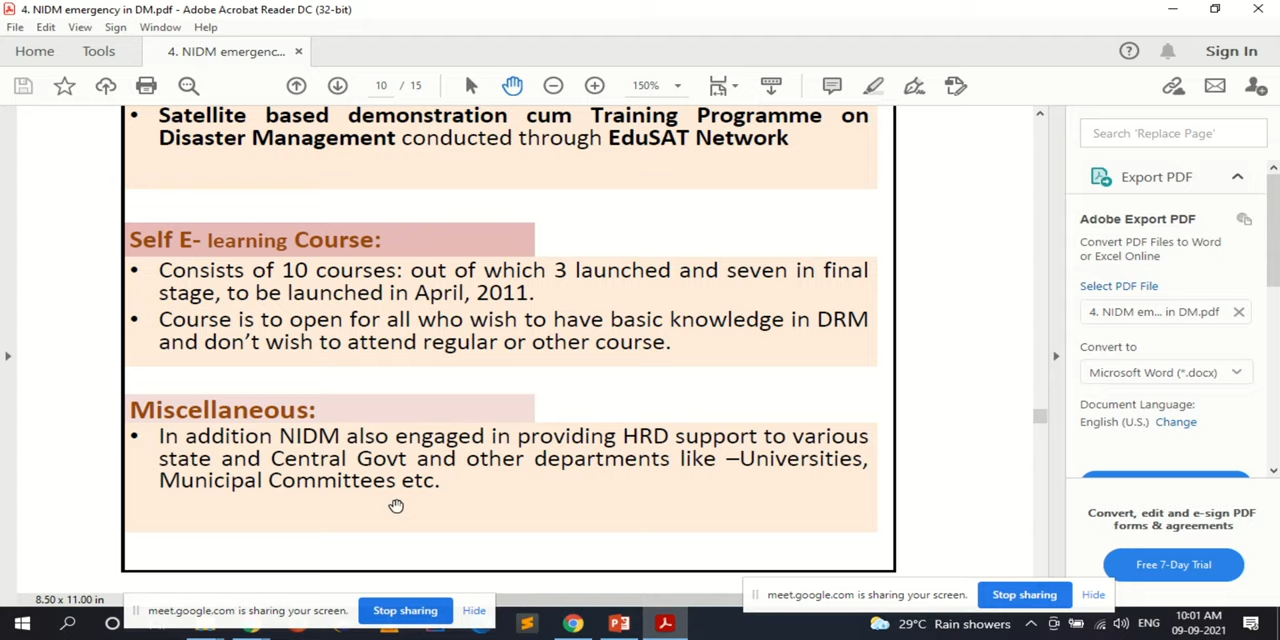 4. NIDM emergency in DM.pdf - Adobe Acrobat Reader DC (32-bit)
File Edit View Sign Window Help
Home Tools 4. NIDM emergenc... × Sign In
10 / 15 150%
• Satellite based demonstration cum Training Programme on
Disaster Management conducted through EduSAT Network
Self E- learning Course:
• Consists of 10 courses: out of which 3 launched and seven in final
stage, to be launched in April, 2011.
• Course is to open for all who wish to have basic knowledge in DRM
and don't wish to attend regular or other course.
Miscellaneous:
• In addition NIDM also engaged in providing HRD support to various
state and Central Govt and other departments like –Universities,
Municipal Committees etc.
8.50 x 11.00 in
Search 'Replace Page'
Export PDF
Adobe Export PDF
Convert PDF Files to Word
or Excel Online
Select PDF File
4. NIDM em... in DM.pdf
Convert to
Microsoft Word (*.docx)
Document Language:
English (U.S.) Change
Convert, edit and e-sign PDF
forms & agreements
Free 7-Day Trial
meet.google.com is sharing your screen. Stop sharing Hide
meet.google.com is sharing your screen. Stop sharing Hide
29°C Rain showers ENG
10:01 AM
09-09-2021